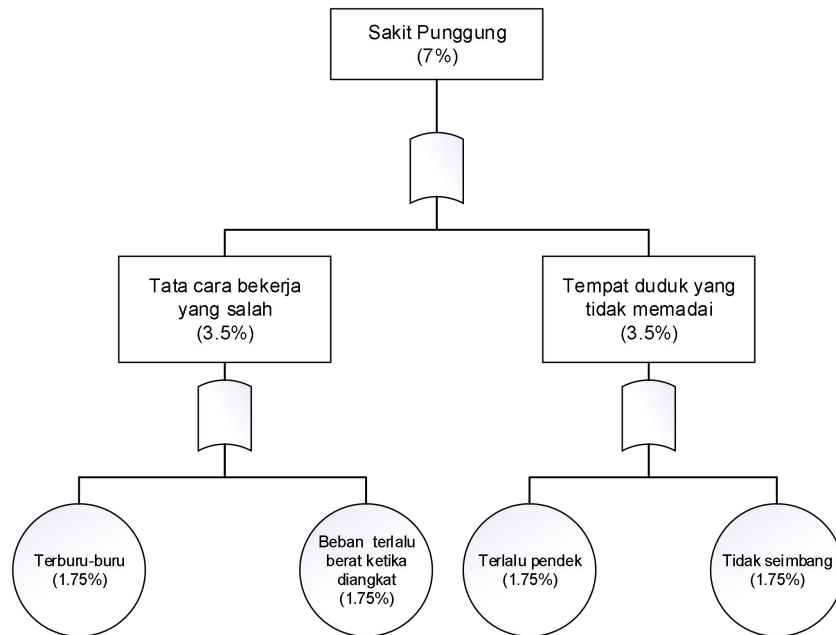 Sakit Punggung
(7%)
Tata cara bekerja
yang salah
(3.5%)
Tempat duduk yang
tidak memadai
(3.5%)
Terburu-buru
(1.75%)
Beban terlalu
berat ketika
diangkat
(1.75%)
Terlalu pendek
(1.75%)
Tidak seimbang
(1.75%)